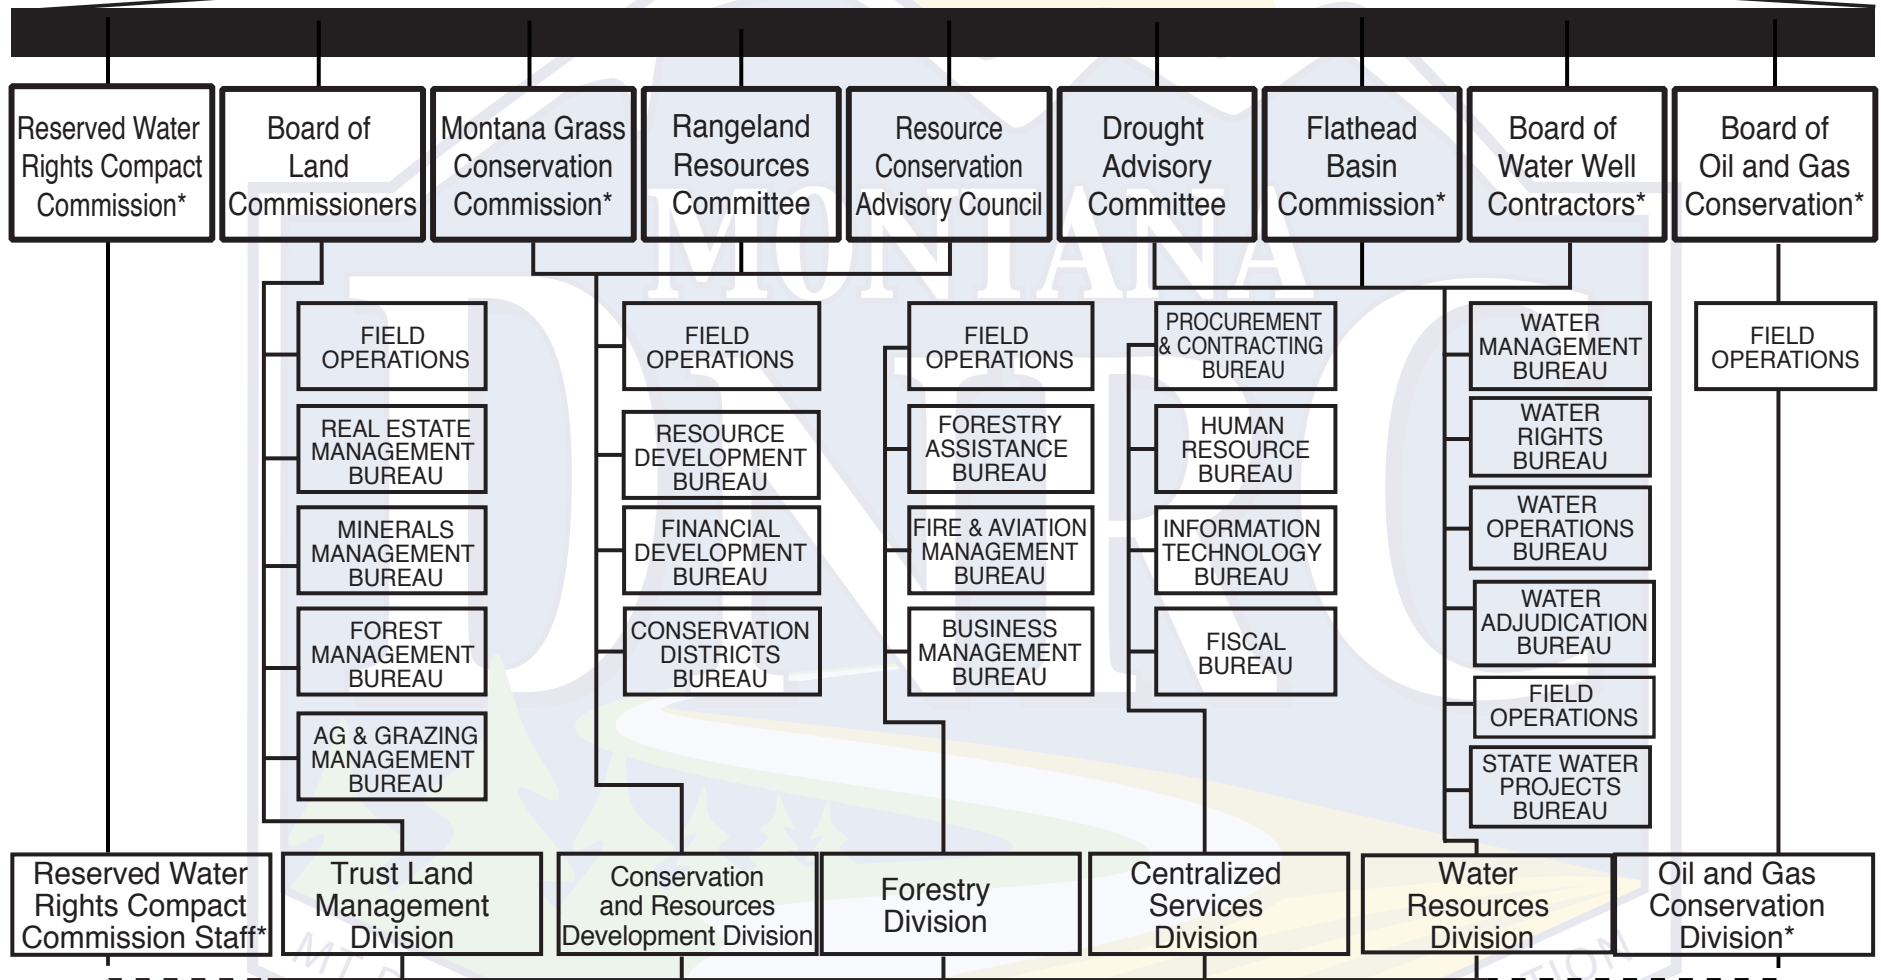 Reserved Water
Rights Compact
Commission*
Board of
Land
Commissioners
Montana Grass
Conservation
Commission*
Rangeland
Resources
Committee
Resource
Conservation
Advisory Council
Drought
Advisory
Committee
Flathead
Basin
Commission*
Board of
Water Well
Contractors*
Board of
Oil and Gas
Conservation*
MONTANA
DNRC
FIELD
OPERATIONS
REAL ESTATE
MANAGEMENT
BUREAU
MINERALS
MANAGEMENT
BUREAU
FOREST
MANAGEMENT
BUREAU
AG & GRAZING
MANAGEMENT
BUREAU
FIELD
OPERATIONS
RESOURCE
DEVELOPMENT
BUREAU
FINANCIAL
DEVELOPMENT
BUREAU
CONSERVATION
DISTRICTS
BUREAU
FIELD
OPERATIONS
FORESTRY
ASSISTANCE
BUREAU
FIRE & AVIATION
MANAGEMENT
BUREAU
BUSINESS
MANAGEMENT
BUREAU
PROCUREMENT
& CONTRACTING
BUREAU
HUMAN
RESOURCE
BUREAU
INFORMATION
TECHNOLOGY
BUREAU
FISCAL
BUREAU
WATER
MANAGEMENT
BUREAU
WATER
RIGHTS
BUREAU
WATER
OPERATIONS
BUREAU
WATER
ADJUDICATION
BUREAU
FIELD
OPERATIONS
STATE WATER
PROJECTS
BUREAU
FIELD
OPERATIONS
Reserved Water
Rights Compact
Commission Staff*
Trust Land
Management
Division
Conservation
and Resources
Development Division
Forestry
Division
Centralized
Services
Division
Water
Resources
Division
Oil and Gas
Conservation
Division*
MT